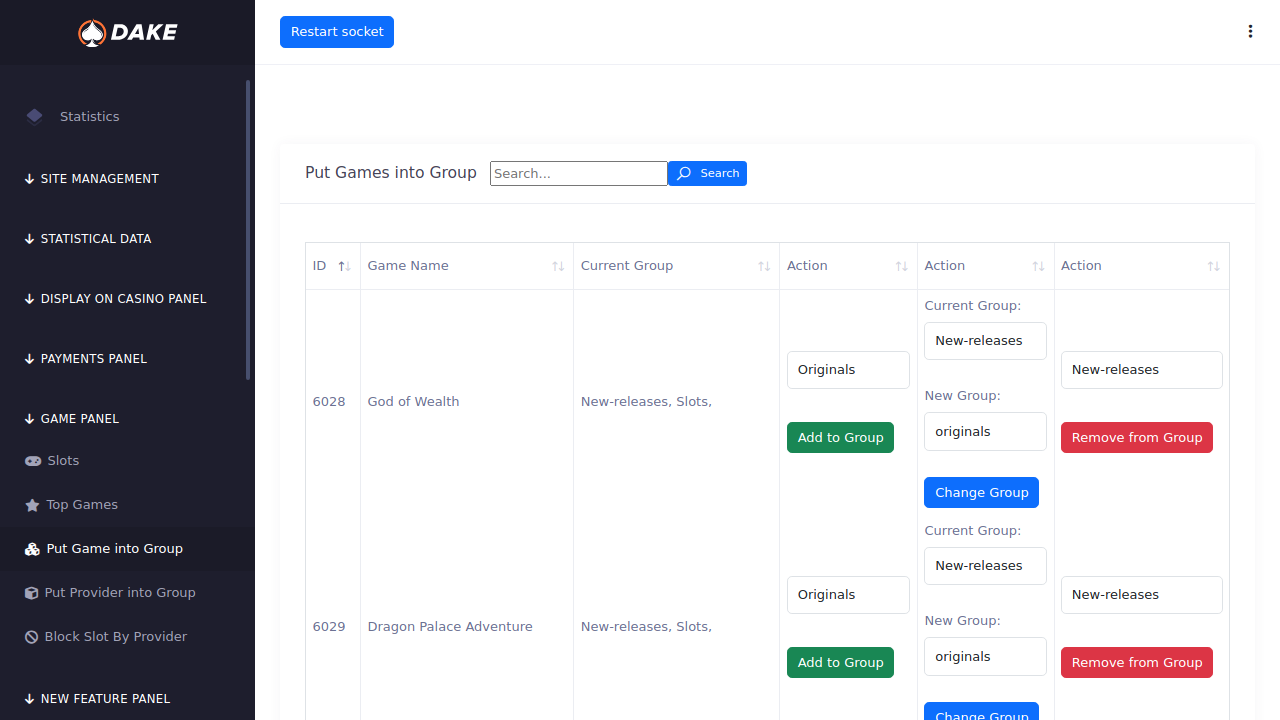 DAKE
Restart socket
Statistics
SITE MANAGEMENT
STATISTICAL DATA
DISPLAY ON CASINO PANEL
PAYMENTS PANEL
GAME PANEL
Slots
Top Games
Put Game into Group
Put Provider into Group
Block Slot By Provider
NEW FEATURE PANEL
Put Games into Group Search... Search
ID Game Name Current Group Action Action Action
6028 God of Wealth New-releases, Slots,
Originals
Add to Group
Current Group:
New-releases
New Group:
originals
Change Group
New-releases
Remove from Group
6029 Dragon Palace Adventure New-releases, Slots,
Originals
Add to Group
Current Group:
New-releases
New Group:
originals
Change Group
New-releases
Remove from Group